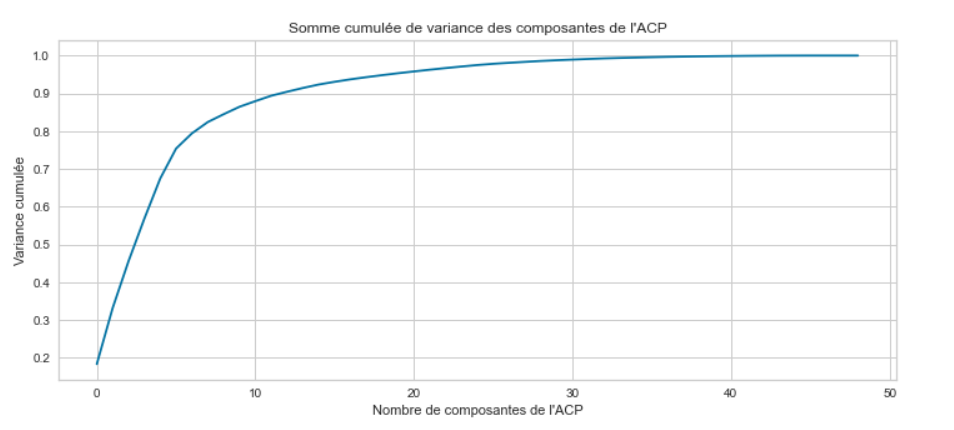 Somme cumulée de variance des composantes de l'ACP
1.0
0.9
0.8
0.7
0.6
0.5
0.4
0.3
0.2
Variance cumulée
0 10 20 30 40 50
Nombre de composantes de l'ACP